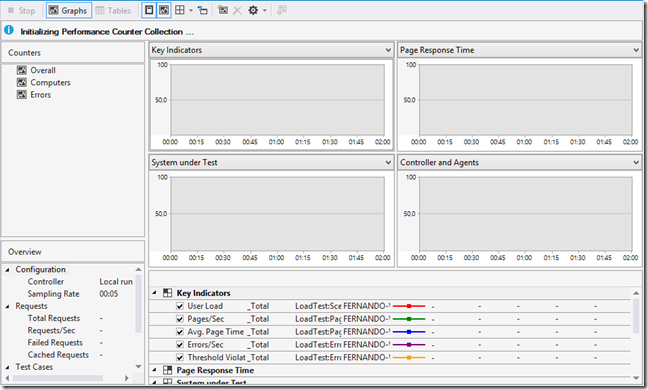 Stop Graphs Tables
Initializing Performance Counter Collection ...
Counters
Overall
Computers
Errors
Key Indicators
100
50.0
00:00 00:15 00:30 00:45 01:00 01:15 01:30 01:45 02:00
Page Response Time
100
50.0
00:00 00:15 00:30 00:45 01:00 01:15 01:30 01:45 02:00
System under Test
100
50.0
00:00 00:15 00:30 00:45 01:00 01:15 01:30 01:45 02:00
Controller and Agents
100
50.0
00:00 00:15 00:30 00:45 01:00 01:15 01:30 01:45 02:00
Overview
Configuration
Controller Local run
Sampling Rate 00:05
Requests
Total Requests -
Requests/Sec -
Failed Requests -
Cached Requests -
Test Cases
Key Indicators
User Load _Total LoadTest:Sce FERNANDO-V - - - - -
Pages/Sec _Total LoadTest:Pag FERNANDO-V - - - - -
Avg. Page Time _Total LoadTest:Pag FERNANDO-V - - - - -
Errors/Sec _Total LoadTest:Erro FERNANDO-V - - - - -
Threshold Violat _Total LoadTest:Erro FERNANDO-V - - - - -
Page Response Time
System under Test